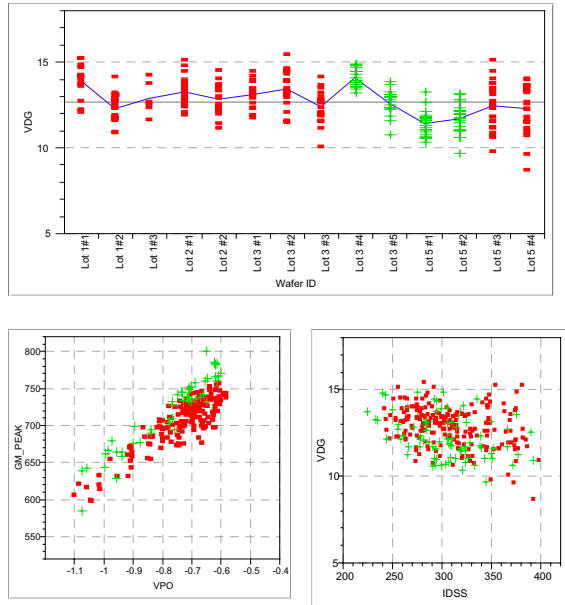 15
10
5
VDG
Lot 1#1
Lot 1#2
Lot 1#3
Lot 2 #1
Lot 2 #2
Lot 3 #1
Lot 3 #2
Lot 3 #3
Lot 3 #4
Lot 3 #5
Lot 5 #1
Lot 5 #2
Lot 5 #3
Lot 5 #4
Wafer ID
800
750
700
650
600
550
GM_PEAK
-1.1
-1
-0.9
-0.8
-0.7
-0.6
-0.5
-0.4
VPO
15
10
5
VDG
200
250
300
350
400
IDSS